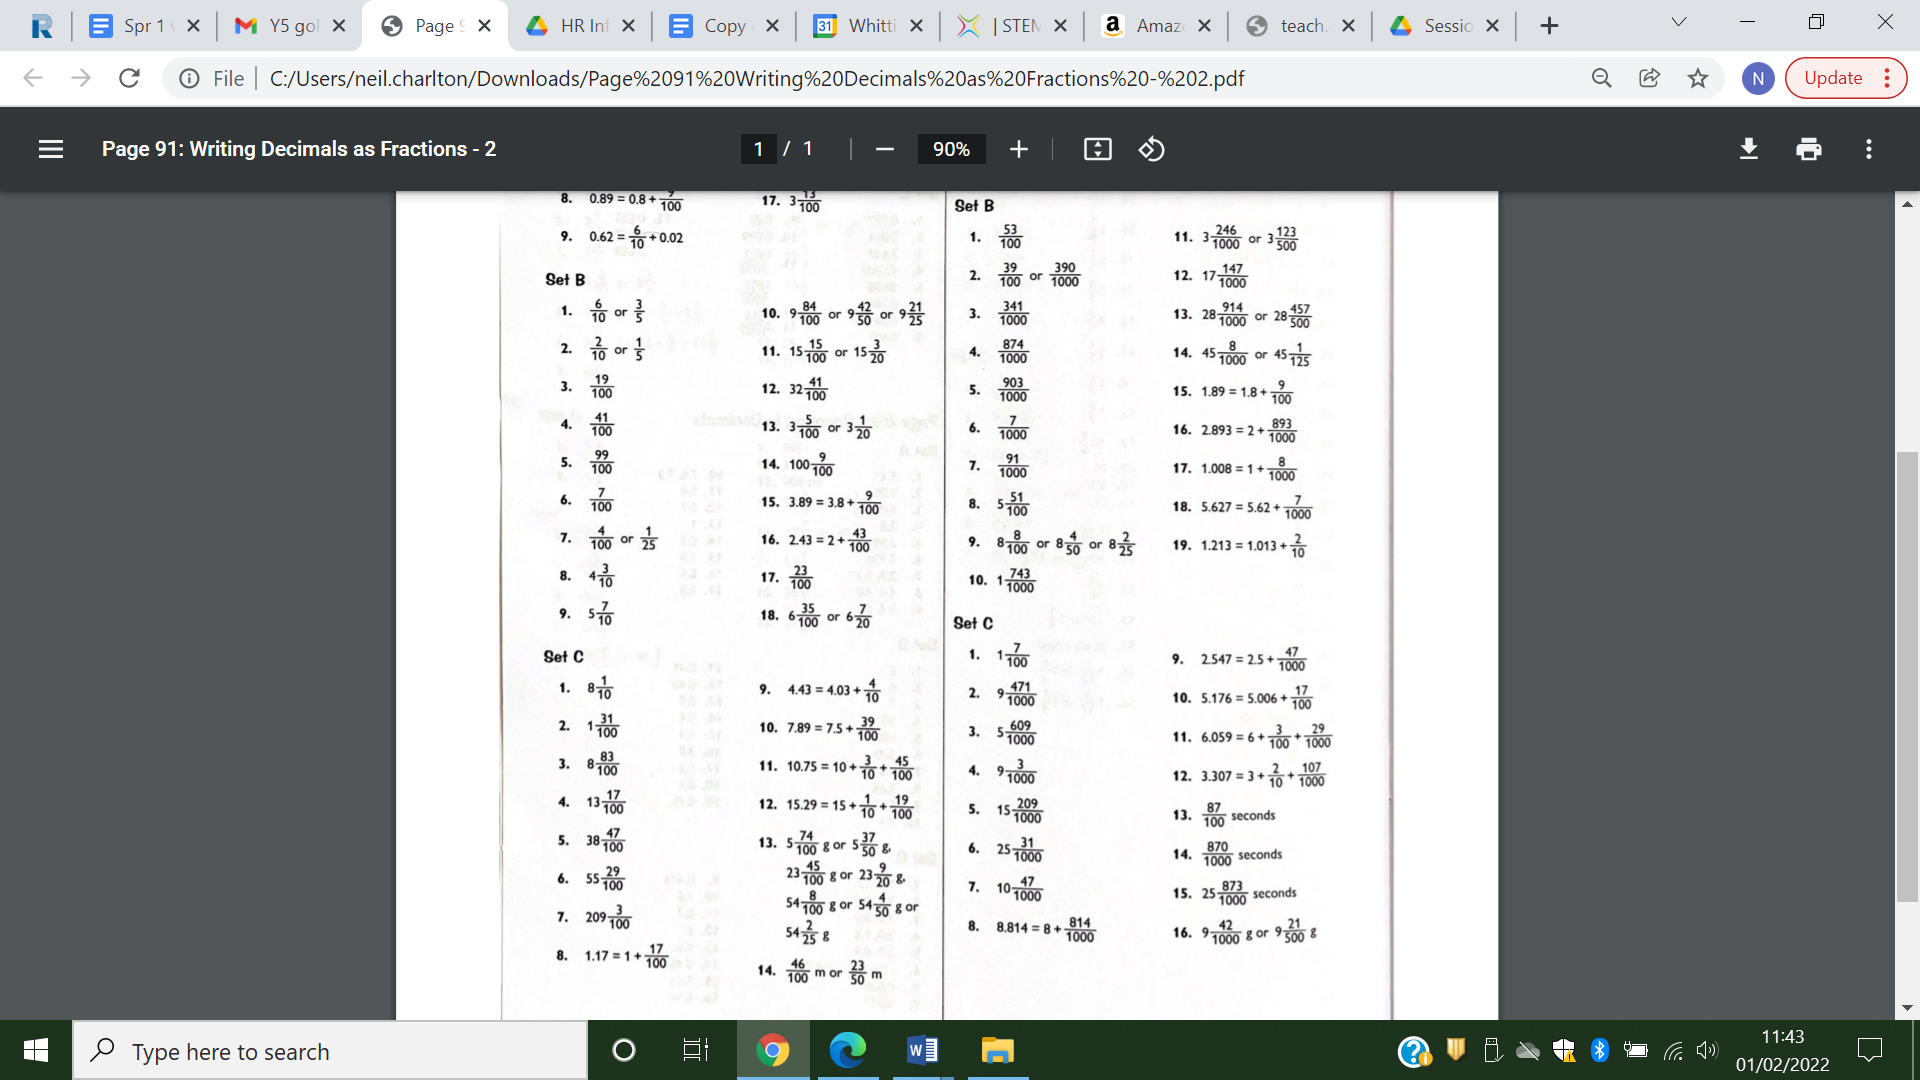 Spr 1
Y5 gol
Page 9
HR Inf
Copy
31 Whitti
| STEM
a Amaz
teach.
Sessio
File C:/Users/neil.charlton/Downloads/Page%2091%20Writing%20Decimals%20as%20Fractions%20-%202.pdf
N
Update
Page 91: Writing Decimals as Fractions - 2
1 / 1
90%
8. 0.89 = 0.8 + 9/100
9. 0.62 = 6/10 + 0.02
17. 3 13/100
Set B
1. 6/10 or 3/5
2. 2/10 or 1/5
3. 19/100
4. 41/100
5. 99/100
6. 7/100
7. 4/100 or 1/25
8. 4 3/10
9. 5 7/10
10. 9 84/100 or 9 42/50 or 9 21/25
11. 15 15/100 or 15 3/20
12. 32 41/100
13. 3 5/100 or 3 1/20
14. 100 9/100
15. 3.89 = 3.8 + 9/100
16. 2.43 = 2 + 43/100
17. 23/100
18. 6 35/100 or 6 7/20
Set C
1. 8 1/10
2. 1 31/100
3. 8 83/100
4. 13 17/100
5. 38 47/100
6. 55 29/100
7. 209 3/100
8. 1.17 = 1 + 17/100
9. 4.43 = 4.03 + 4/10
10. 7.89 = 7.5 + 39/100
11. 10.75 = 10 + 3/10 + 45/100
12. 15.29 = 15 + 1/10 + 19/100
13. 5 74/100 g or 5 37/50 g,
23 45/100 g or 23 9/20 g,
54 8/100 g or 54 4/50 g or
54 2/25 g
14. 46/100 m or 23/50 m
Set B
1. 53/100
2. 39/100 or 390/1000
3. 341/1000
4. 874/1000
5. 903/1000
6. 7/1000
7. 91/1000
8. 5 51/100
9. 8 8/100 or 8 4/50 or 8 2/25
10. 1 743/1000
11. 3 246/1000 or 3 123/500
12. 17 147/1000
13. 28 914/1000 or 28 457/500
14. 45 8/1000 or 45 1/125
15. 1.89 = 1.8 + 9/100
16. 2.893 = 2 + 893/1000
17. 1.008 = 1 + 8/1000
18. 5.627 = 5.62 + 7/1000
19. 1.213 = 1.013 + 2/10
Set C
1. 1 7/100
2. 9 471/1000
3. 5 609/1000
4. 9 3/1000
5. 15 209/1000
6. 25 31/1000
7. 10 47/1000
8. 8.814 = 8 + 814/1000
9. 2.547 = 2.5 + 47/1000
10. 5.176 = 5.006 + 17/100
11. 6.059 = 6 + 3/100 + 29/1000
12. 3.307 = 3 + 2/10 + 107/1000
13. 87/100 seconds
14. 870/1000 seconds
15. 25 873/1000 seconds
16. 9 42/1000 g or 9 21/500 g
Type here to search
11:43
01/02/2022